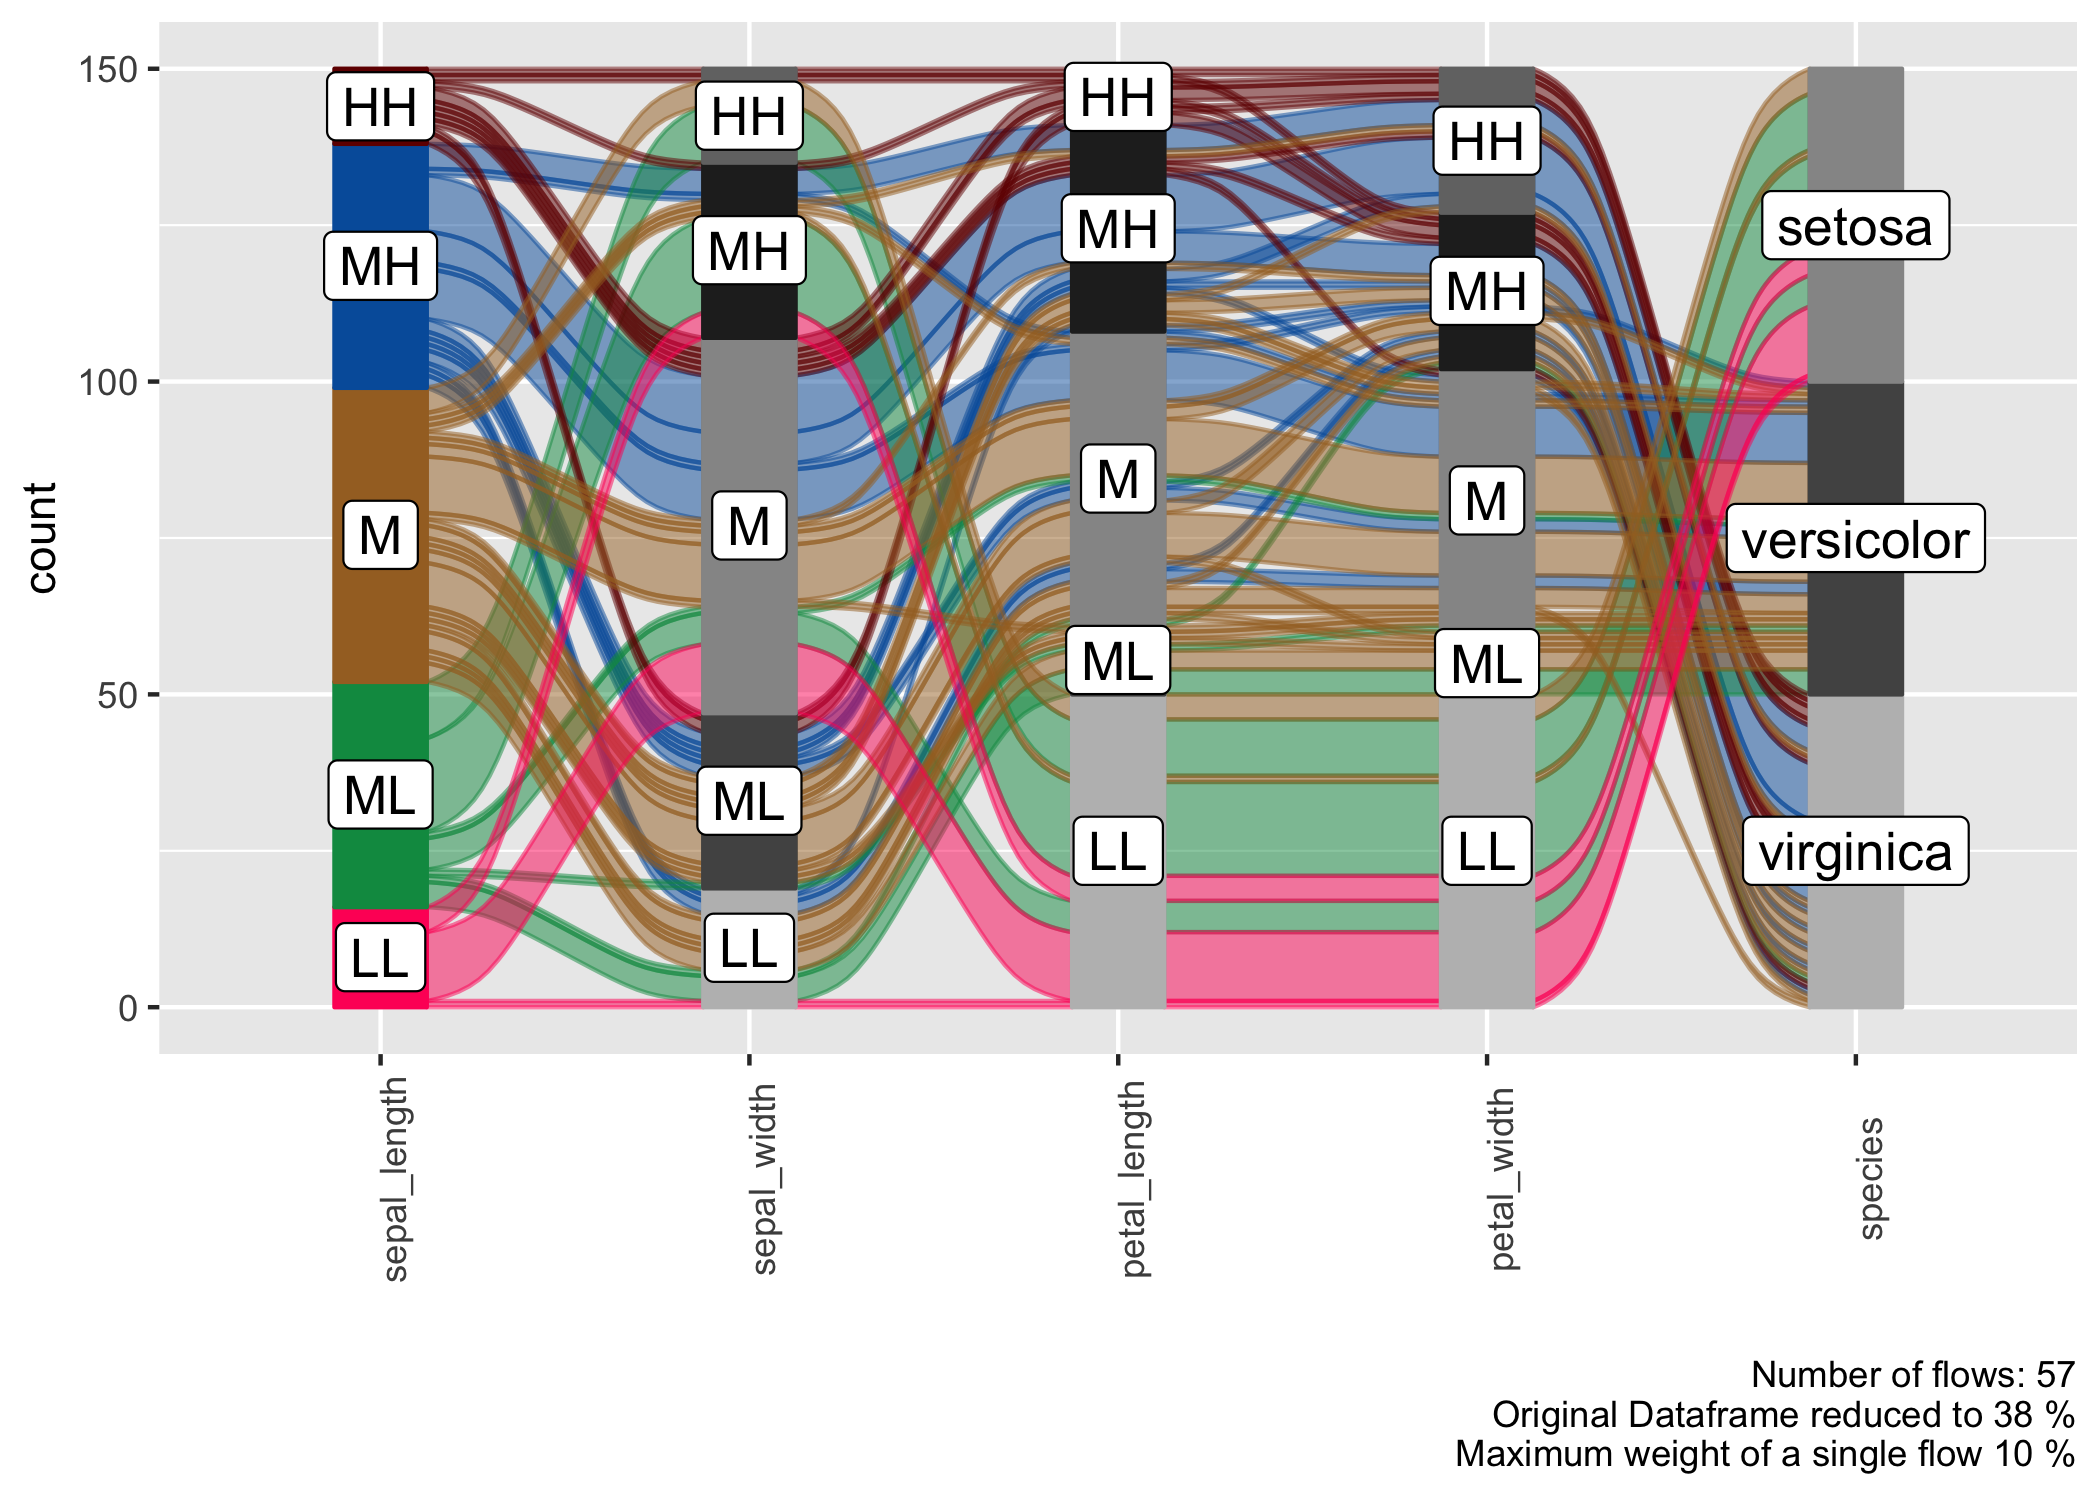 150
100
50
0
count
HH
MH
M
ML
LL
HH
MH
M
ML
LL
HH
MH
M
ML
LL
HH
MH
M
ML
LL
setosa
versicolor
virginica
sepal_length
sepal_width
petal_length
petal_width
species
Number of flows: 57
Original Dataframe reduced to 38 %
Maximum weight of a single flow 10 %